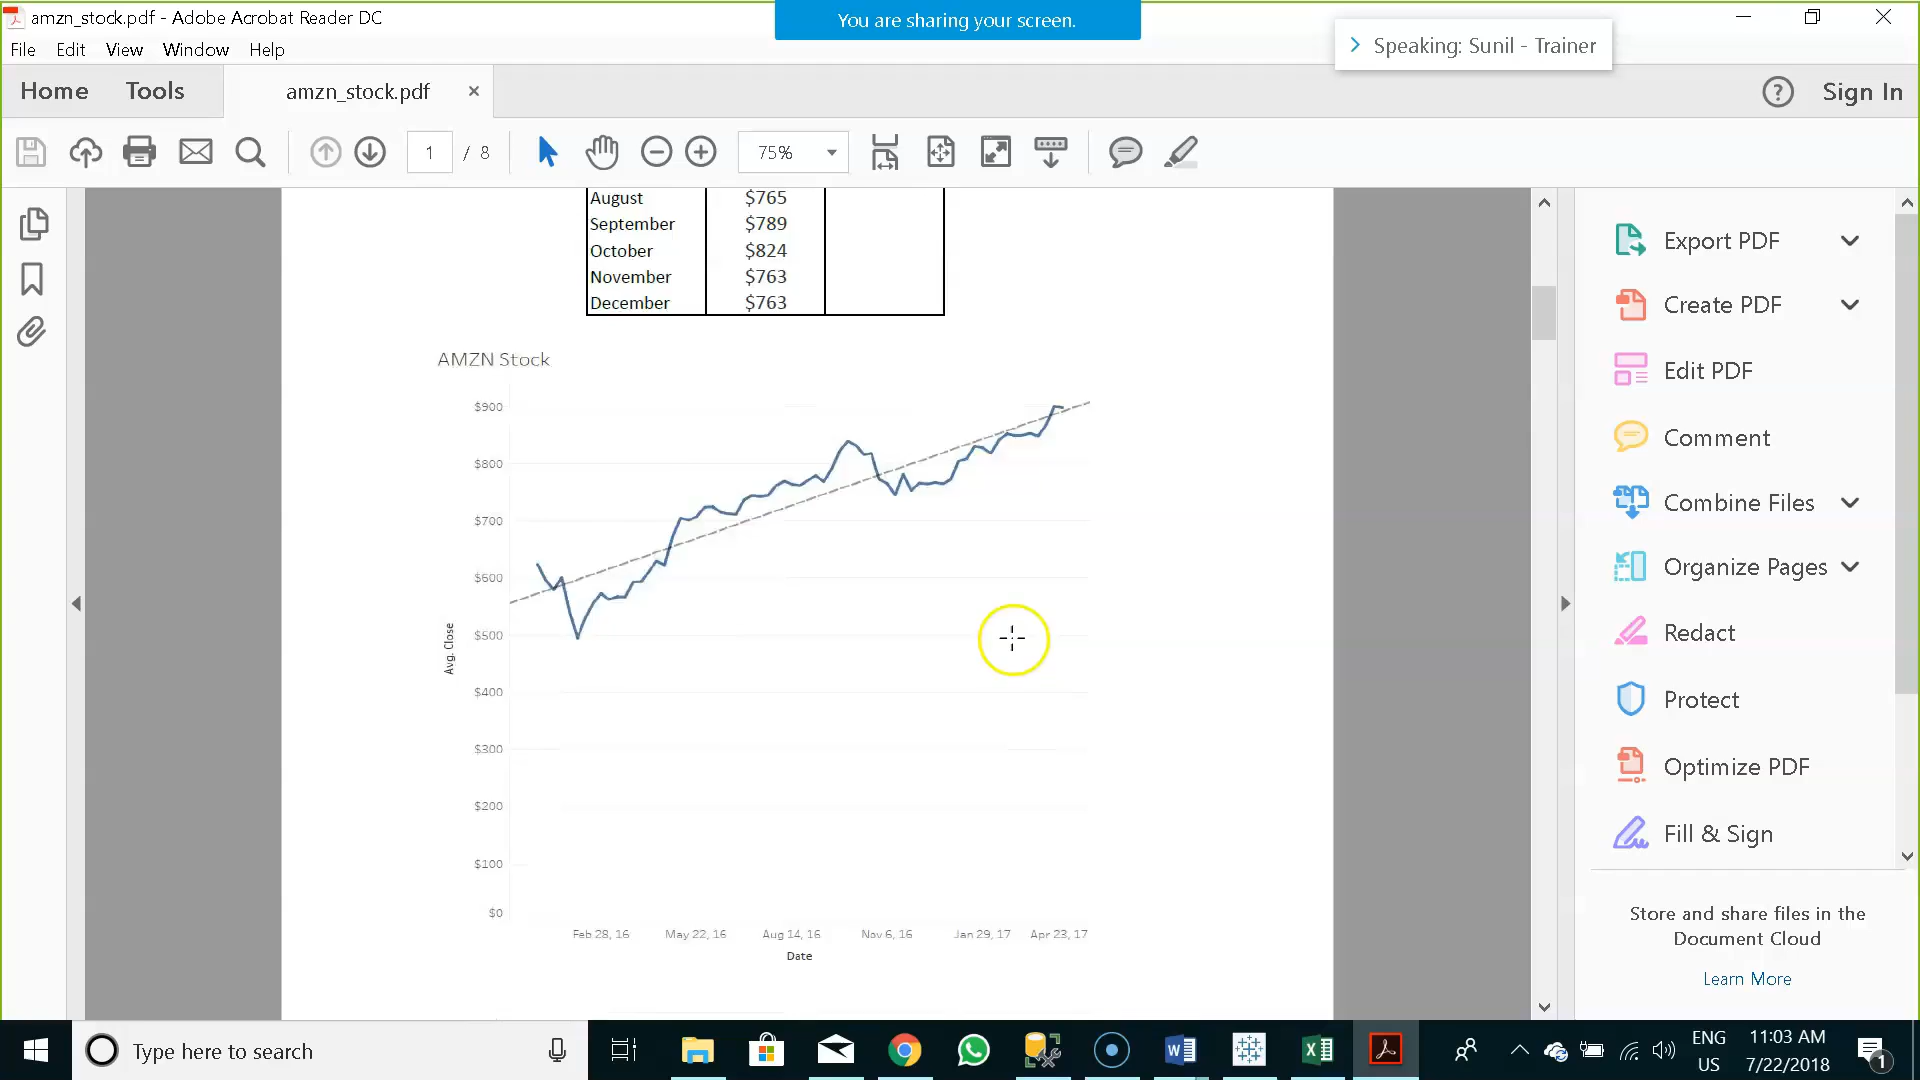 amzn_stock.pdf - Adobe Acrobat Reader DC
You are sharing your screen.
Speaking: Sunil - Trainer
File Edit View Window Help
Home Tools amzn_stock.pdf × ? Sign In
1 / 8 75%
August $765
September $789
October $824
November $763
December $763
AMZN Stock
$900
$800
$700
$600
$500
$400
$300
$200
$100
$0
Avg. Close
Feb 28, 16 May 22, 16 Aug 14, 16 Nov 6, 16 Jan 29, 17 Apr 23, 17
Date
Export PDF
Create PDF
Edit PDF
Comment
Combine Files
Organize Pages
Redact
Protect
Optimize PDF
Fill & Sign
Store and share files in the
Document Cloud
Learn More
Type here to search
ENG
US
11:03 AM
7/22/2018
1